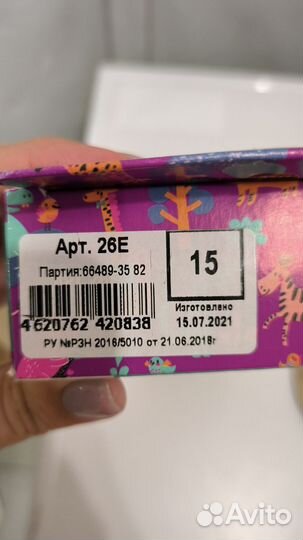 Арт. 26Е
Партия:66489-35 82
15
4 620762 420838
Изготовлено
15.07.2021
РУ №РЗН 2016/5010 от 21.06.2018г
Avito